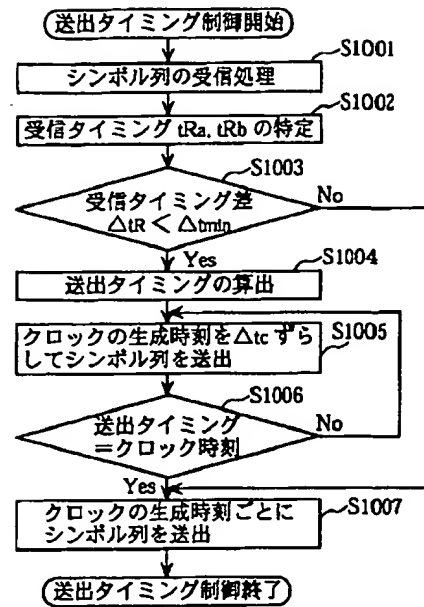 送出タイミング制御開始
S1001
シンボル列の受信処理
S1002
受信タイミング tRa, tRb の特定
S1003
受信タイミング差
△tR < △tmin
No
Yes
S1004
送出タイミングの算出
クロックの生成時刻を△tc ずら
してシンボル列を送出
S1005
S1006
送出タイミング
=クロック時刻
No
Yes
S1007
クロックの生成時刻ごとに
シンボル列を送出
送出タイミング制御終了